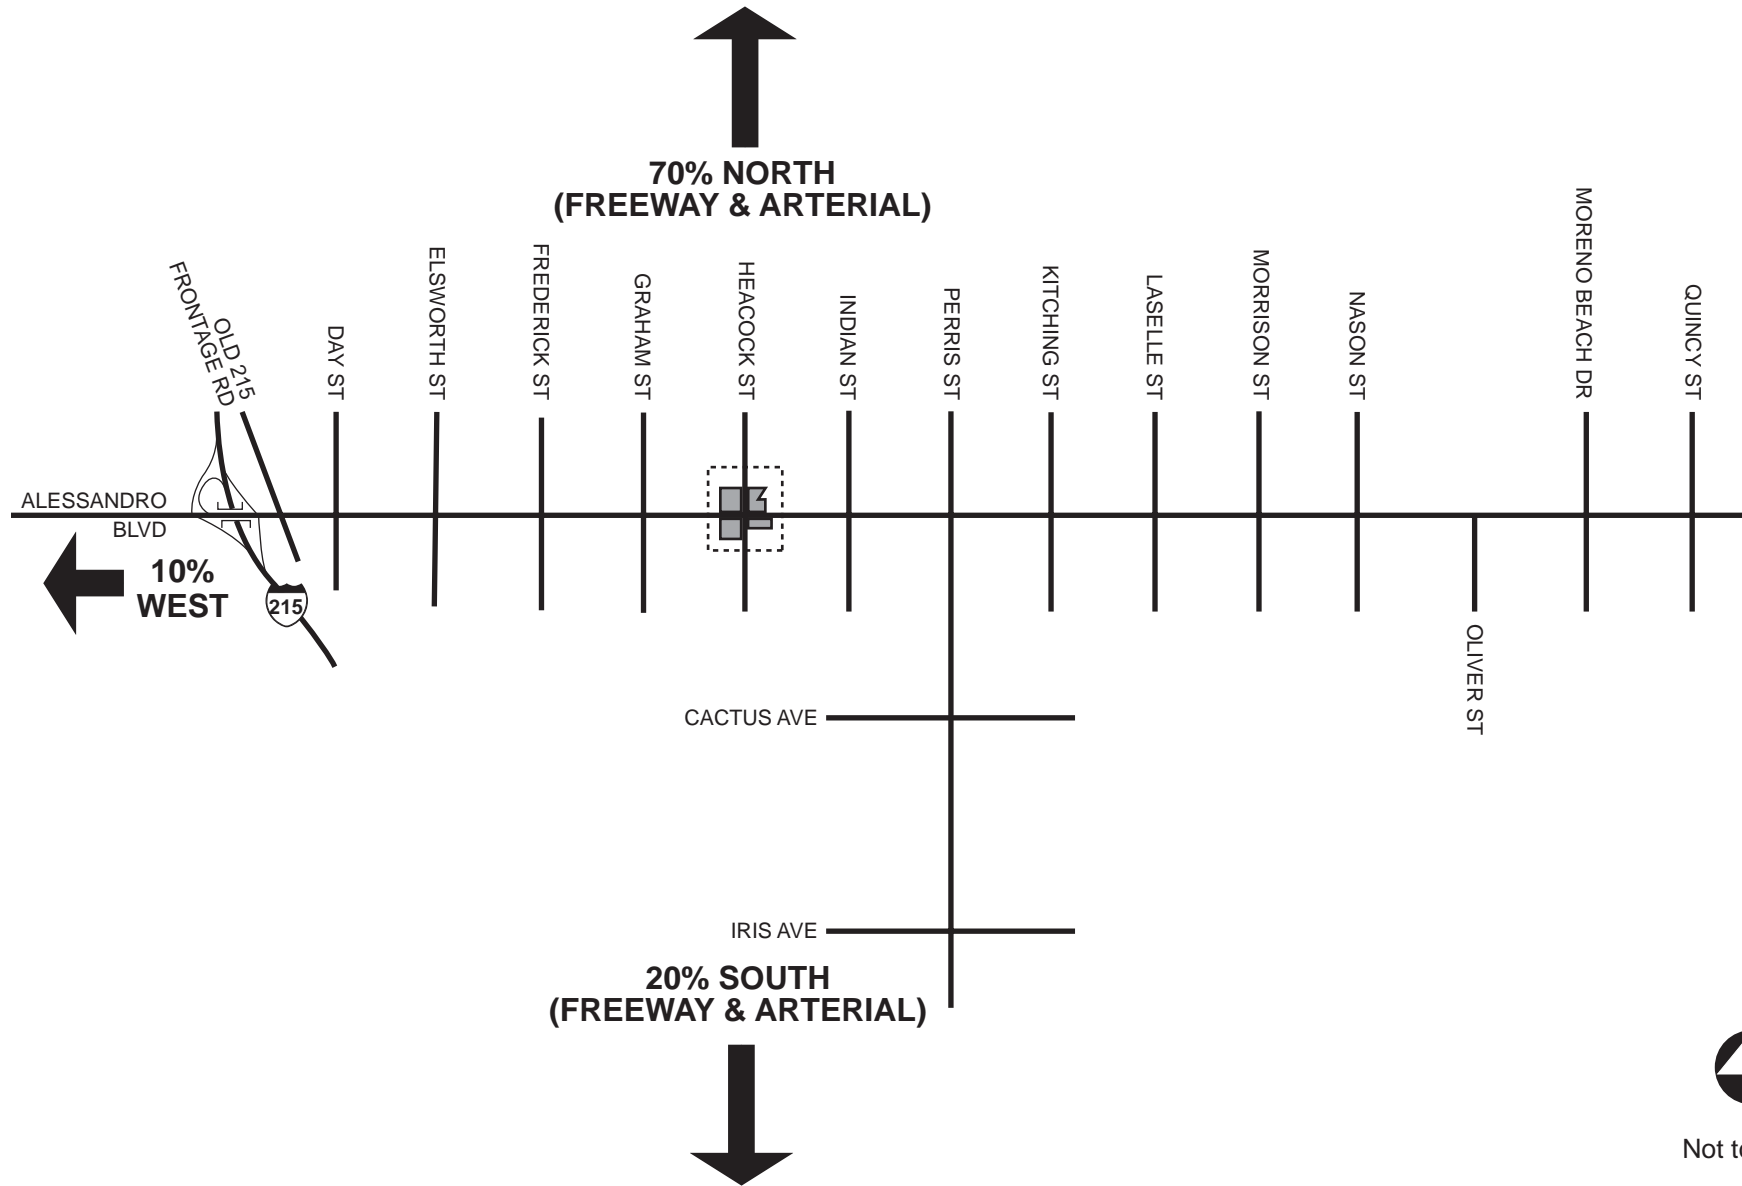 70% NORTH
(FREEWAY & ARTERIAL)
FRONTAGE RD
OLD 215
DAY ST
ELSWORTH ST
FREDERICK ST
GRAHAM ST
HEACOCK ST
INDIAN ST
PERRIS ST
KITCHING ST
LASELLE ST
MORRISON ST
NASON ST
MORENO BEACH DR
QUINCY ST
ALESSANDRO
BLVD
10%
WEST
215
OLIVER ST
CACTUS AVE
IRIS AVE
20% SOUTH
(FREEWAY & ARTERIAL)
Not